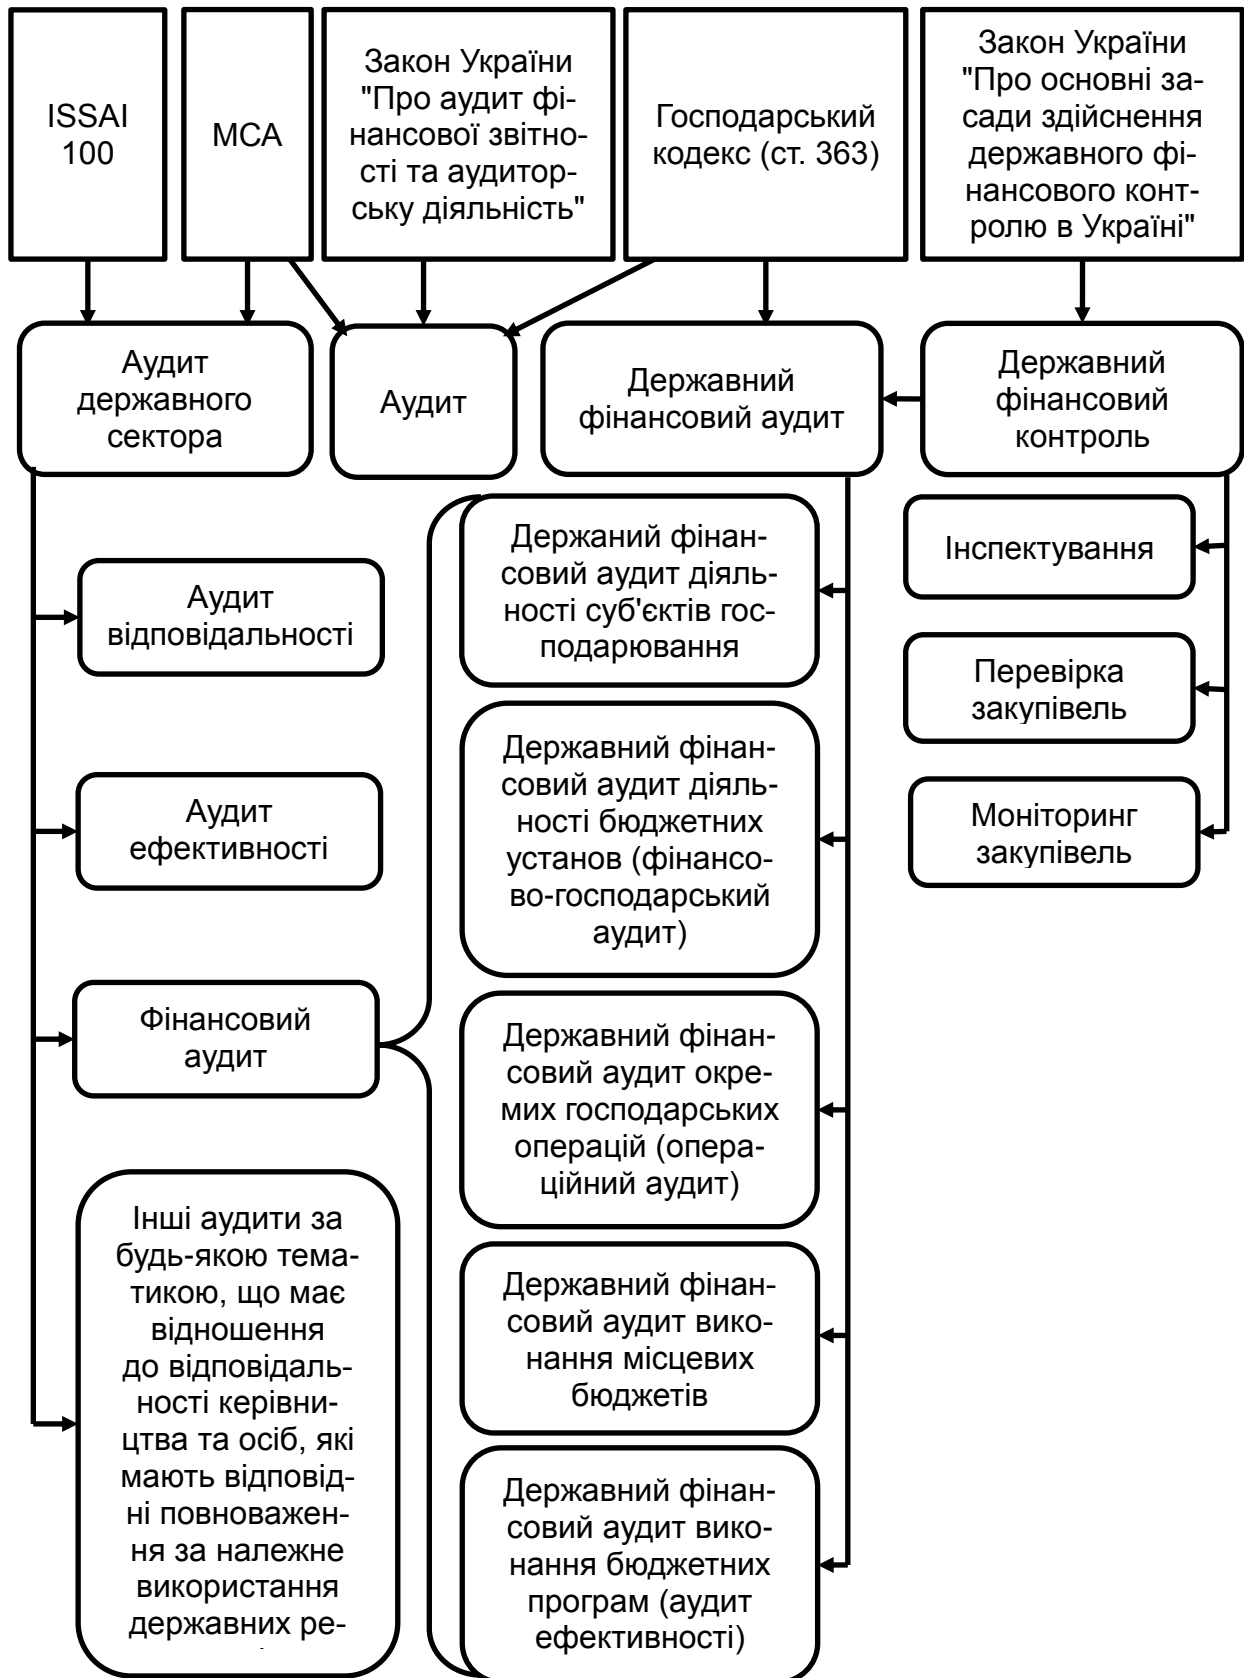 ISSAI
100
МСА
Закон України
"Про аудит фі-
нансової звітно-
сті та аудитор-
ську діяльність"
Господарський
кодекс (ст. 363)
Закон України
"Про основні за-
сади здійснення
державного фі-
нансового конт-
ролю в Україні"
Аудит
державного
сектора
Аудит
Державний
фінансовий аудит
Державний
фінансовий
контроль
Аудит
відповідальності
Аудит
ефективності
Фінансовий
аудит
Інші аудити за
будь-якою тема-
тикою, що має
відношення
до відповідаль-
ності керівни-
цтва та осіб, які
мають відповід-
ні повноважен-
ня за належне
використання
державних ре-
Держаний фінан-
совий аудит діяль-
ності суб'єктів гос-
подарювання
Державний фінан-
совий аудит діяль-
ності бюджетних
установ (фінансо-
во-господарський
аудит)
Державний фінан-
совий аудит окре-
мих господарських
операцій (опера-
ційний аудит)
Державний фінан-
совий аудит вико-
нання місцевих
бюджетів
Державний фінан-
совий аудит вико-
нання бюджетних
програм (аудит
ефективності)
Інспектування
Перевірка
закупівель
Моніторинг
закупівель